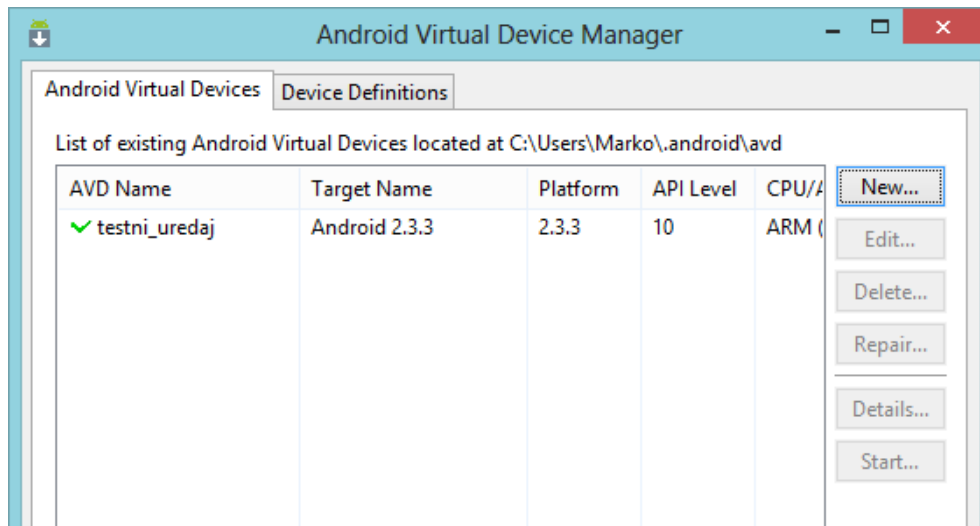 Android Virtual Device Manager
Android Virtual Devices Device Definitions
List of existing Android Virtual Devices located at C:\Users\Marko\.android\avd
AVD Name Target Name Platform API Level CPU/A New...
testni_uredaj Android 2.3.3 2.3.3 10 ARM (
Edit...
Delete...
Repair...
Details...
Start...